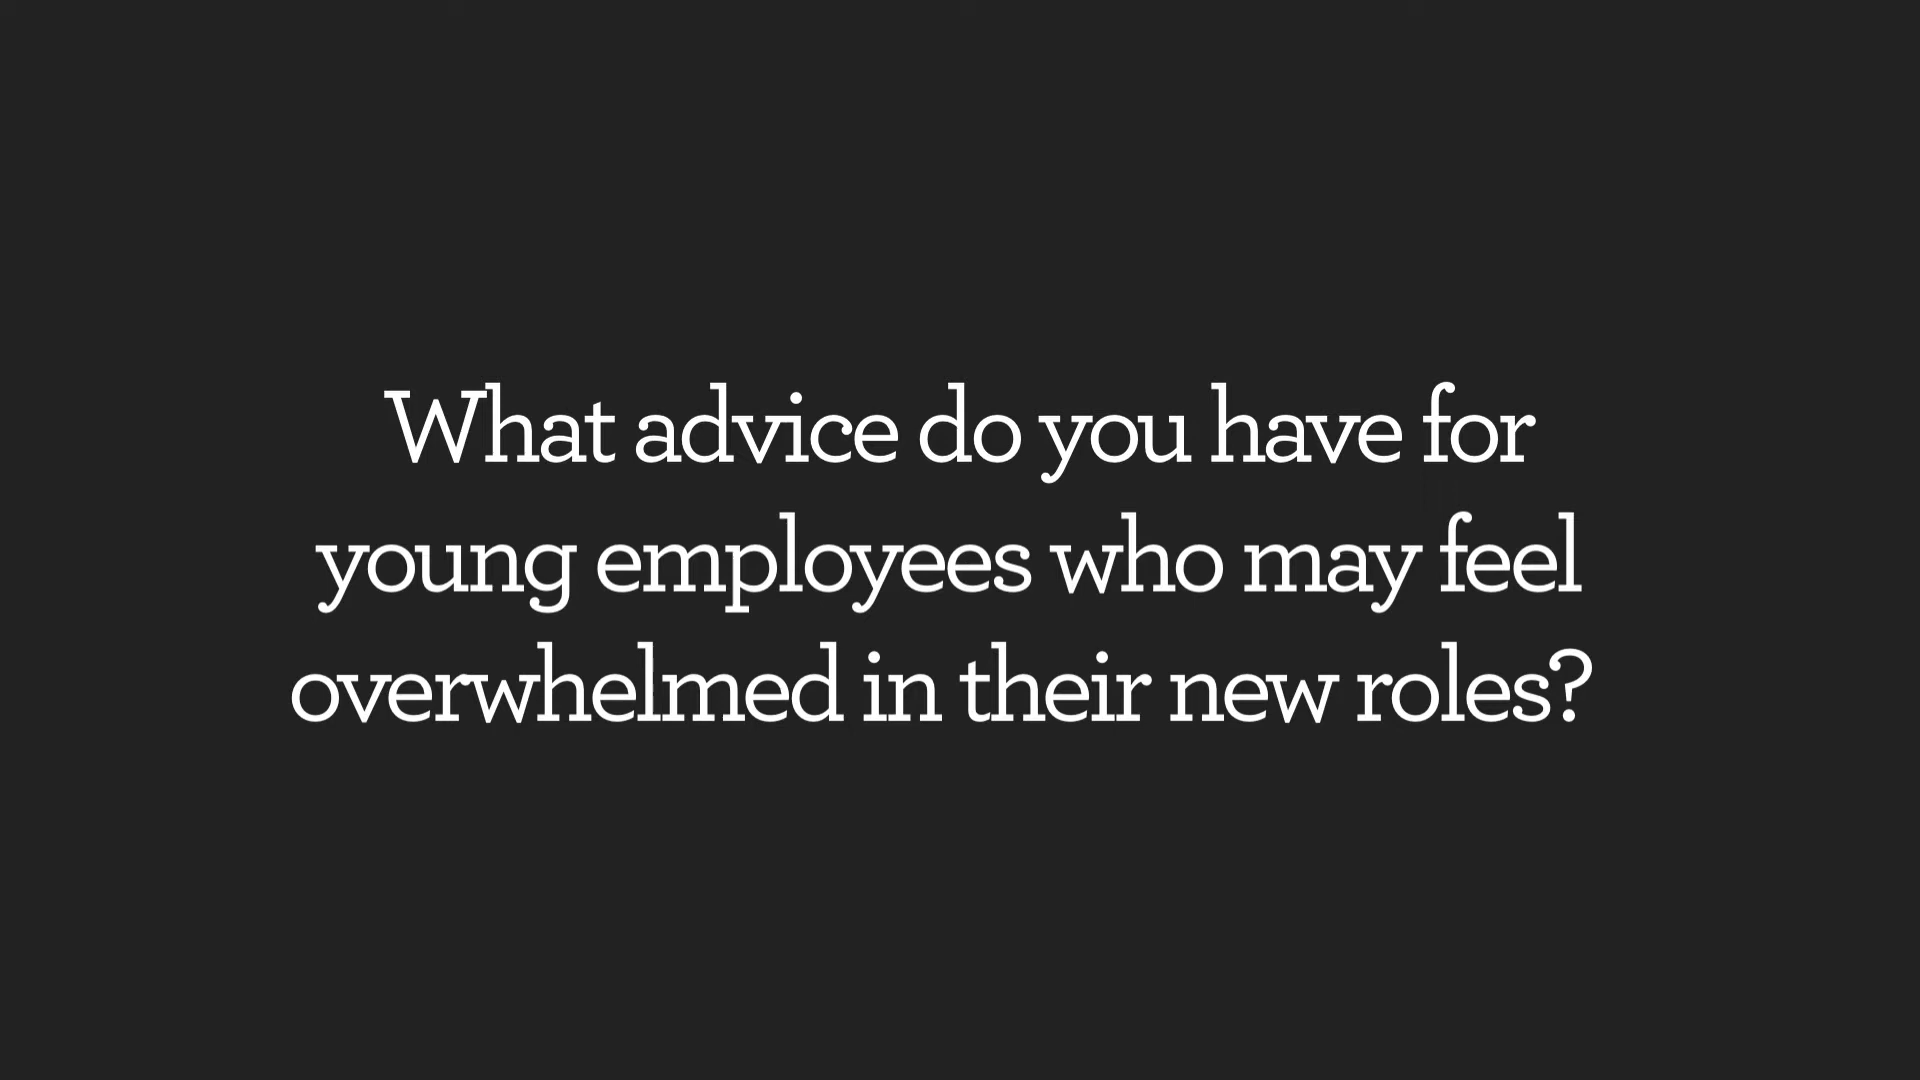 What advice do you have for
young employees who may feel
overwhelmed in their new roles?